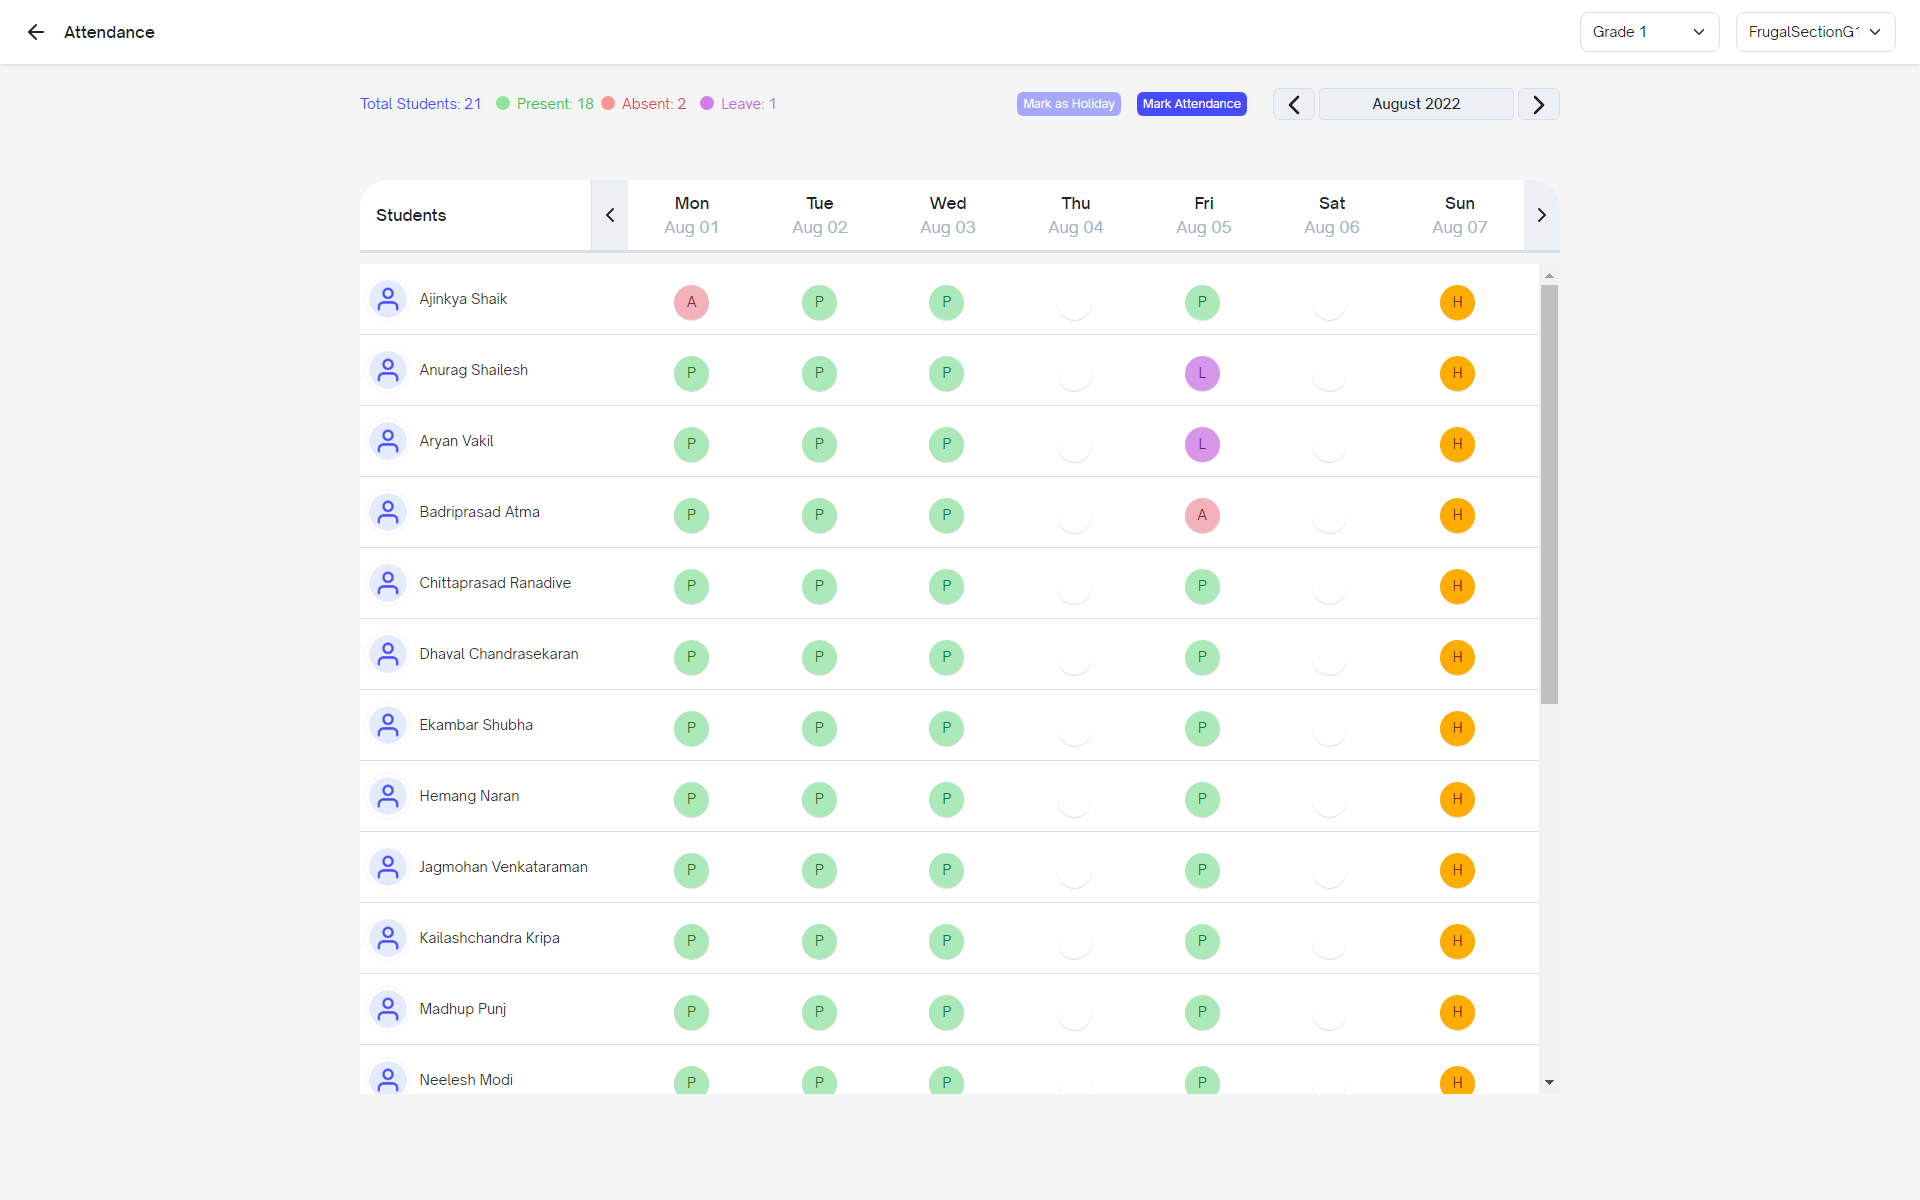 Attendance
Grade 1
FrugalSectionG1
Total Students: 21 Present: 18 Absent: 2 Leave: 1
Mark as Holiday
Mark Attendance
August 2022
Students
Mon Tue Wed Thu Fri Sat Sun
Aug 01 Aug 02 Aug 03 Aug 04 Aug 05 Aug 06 Aug 07
Ajinkya Shaik A P P P H
Anurag Shailesh P P P L H
Aryan Vakil P P P L H
Badriprasad Atma P P P A H
Chittaprasad Ranadive P P P P H
Dhaval Chandrasekaran P P P P H
Ekambar Shubha P P P P H
Hemang Naran P P P P H
Jagmohan Venkataraman P P P P H
Kailashchandra Kripa P P P P H
Madhup Punj P P P P H
Neelesh Modi P P P P H